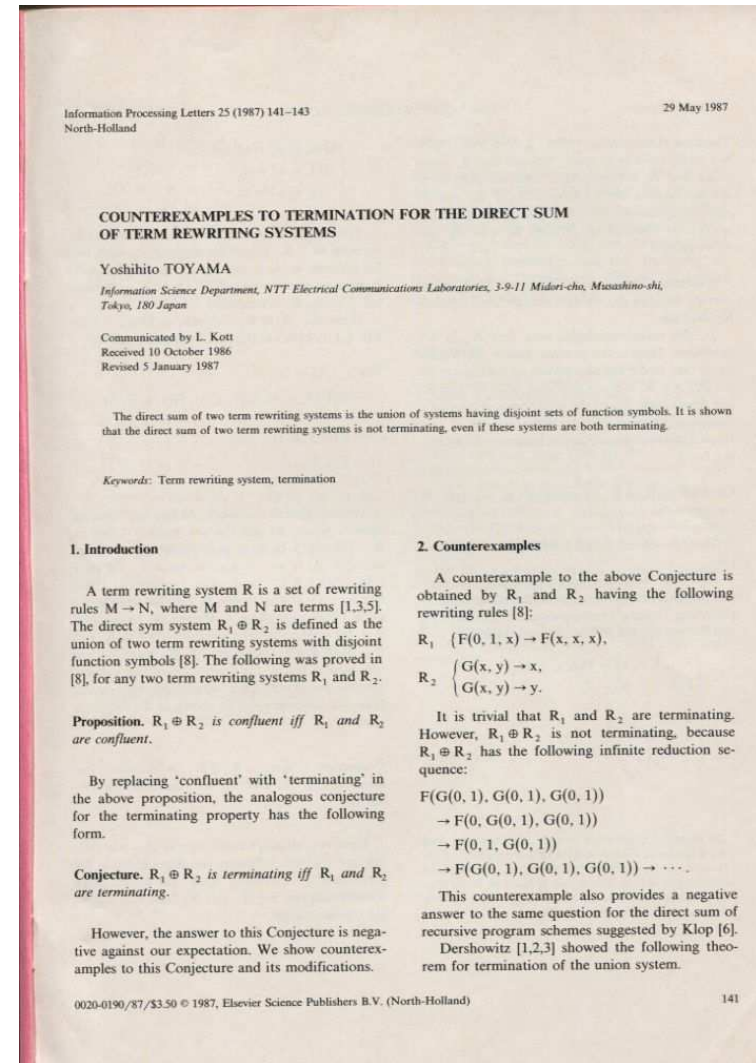 Information Processing Letters 25 (1987) 141–143
North-Holland
29 May 1987
COUNTEREXAMPLES TO TERMINATION FOR THE DIRECT SUM
OF TERM REWRITING SYSTEMS
Yoshihito TOYAMA
Information Science Department, NTT Electrical Communications Laboratories, 3-9-11 Midori-cho, Musashino-shi,
Tokyo, 180 Japan
Communicated by L. Kott
Received 10 October 1986
Revised 5 January 1987
The direct sum of two term rewriting systems is the union of systems having disjoint sets of function symbols. It is shown
that the direct sum of two term rewriting systems is not terminating, even if these systems are both terminating.
Keywords: Term rewriting system, termination
1. Introduction
A term rewriting system R is a set of rewriting
rules M → N, where M and N are terms [1,3,5].
The direct sym system R₁ ⊕ R₂ is defined as the
union of two term rewriting systems with disjoint
function symbols [8]. The following was proved in
[8], for any two term rewriting systems R₁ and R₂.
Proposition. R₁ ⊕ R₂ is confluent iff R₁ and R₂
are confluent.
By replacing ‘confluent’ with ‘terminating’ in
the above proposition, the analogous conjecture
for the terminating property has the following
form.
Conjecture. R₁ ⊕ R₂ is terminating iff R₁ and R₂
are terminating.
However, the answer to this Conjecture is nega-
tive against our expectation. We show counterex-
amples to this Conjecture and its modifications.
2. Counterexamples
A counterexample to the above Conjecture is
obtained by R₁ and R₂ having the following
rewriting rules [8]:
R₁ {F(0, 1, x) → F(x, x, x),
R₂ { G(x, y) → x,
G(x, y) → y.
It is trivial that R₁ and R₂ are terminating.
However, R₁ ⊕ R₂ is not terminating, because
R₁ ⊕ R₂ has the following infinite reduction se-
quence:
F(G(0, 1), G(0, 1), G(0, 1))
→ F(0, G(0, 1), G(0, 1))
→ F(0, 1, G(0, 1))
→ F(G(0, 1), G(0, 1), G(0, 1)) → ⋯.
This counterexample also provides a negative
answer to the same question for the direct sum of
recursive program schemes suggested by Klop [6].
Dershowitz [1,2,3] showed the following theo-
rem for termination of the union system.
0020-0190/87/$3.50 © 1987, Elsevier Science Publishers B.V. (North-Holland)
141